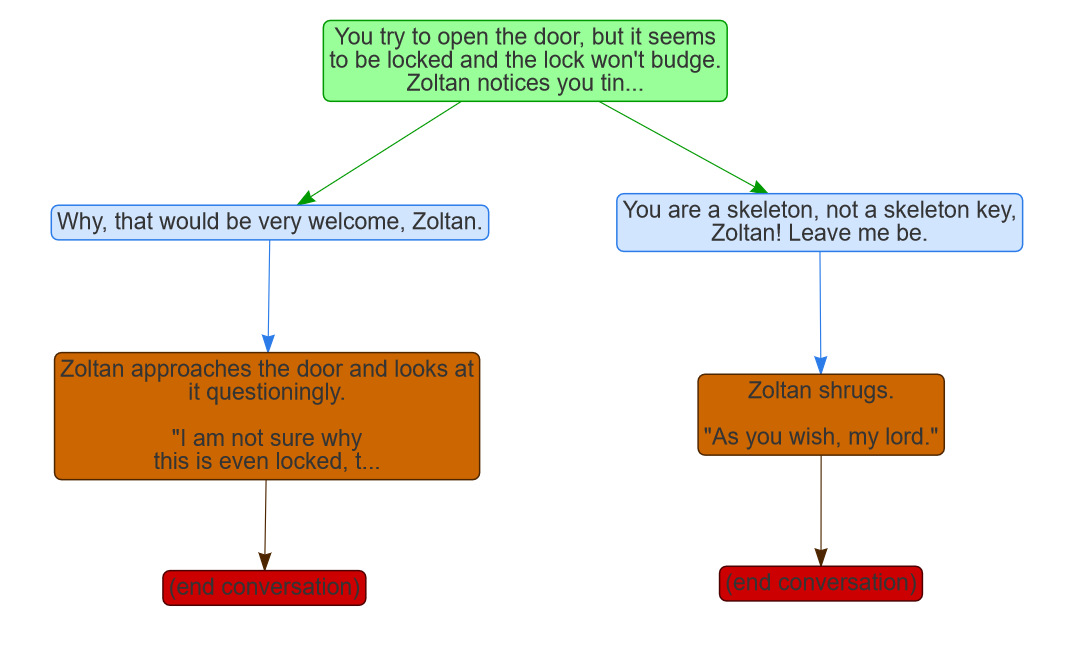 You try to open the door, but it seems
to be locked and the lock won't budge.
Zoltan notices you tin...
Why, that would be very welcome, Zoltan.
You are a skeleton, not a skeleton key,
Zoltan! Leave me be.
Zoltan approaches the door and looks at
it questioningly.
"I am not sure why
this is even locked, t...
Zoltan shrugs.
"As you wish, my lord."
(end conversation)
(end conversation)